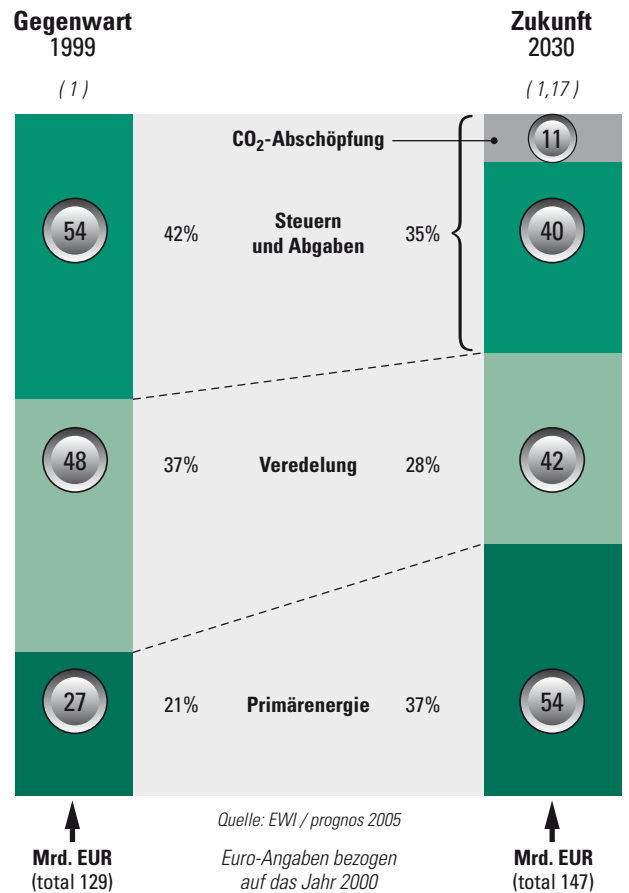 Gegenwart
1999
( 1 )
Zukunft
2030
( 1,17 )
CO₂-Abschöpfung
11
54
42%
Steuern
und Abgaben
35%
40
48
37%
Veredelung
28%
42
27
21%
Primärenergie
37%
54
Quelle: EWI / prognos 2005
Mrd. EUR
(total 129)
Euro-Angaben bezogen
auf das Jahr 2000
Mrd. EUR
(total 147)